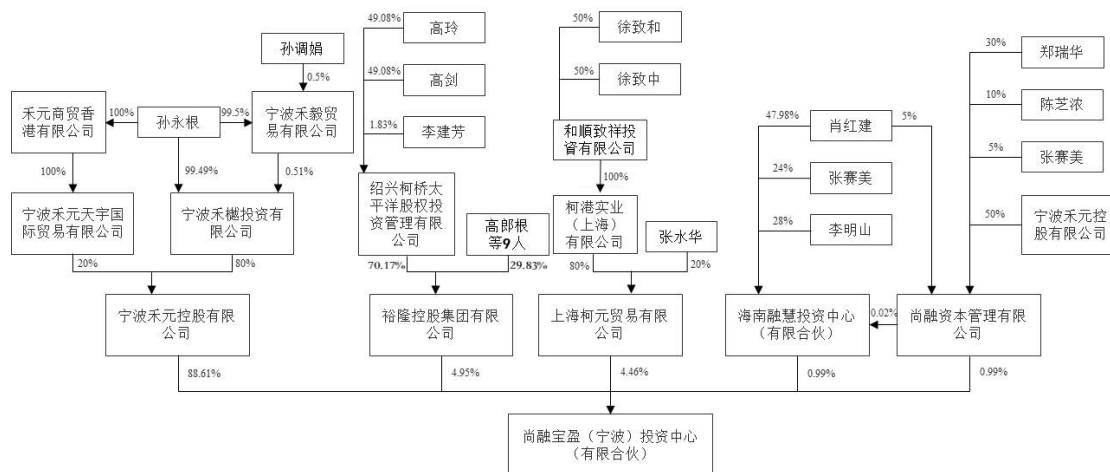 49.08%
高玲
50%
徐致和
孙调娟
30%
郑瑞华
0.5%
49.08%
高剑
50%
徐致中
禾元商贸香
港有限公司
100%
孙永根
99.5%
宁波禾毅贸
易有限公司
10%
陈芝浓
1.83%
李建芳
和順致祥投
資有限公司
47.98%
肖红建
5%
5%
张赛美
100%
99.49%
0.51%
100%
24%
张赛美
宁波禾元天宇国
际贸易有限公司
宁波禾樾投资有
限公司
绍兴柯桥太
平洋股权投
资管理有限
公司
高郎根
等9人
柯港实业
（上海）
有限公司
张水华
28%
李明山
50%
宁波禾元控
股有限公司
20%
80%
70.17%
29.83%
80%
20%
宁波禾元控股有限公
司
裕隆控股集团有限公
司
上海柯元贸易有限公
司
海南融慧投资中心
（有限合伙）
0.02%
尚融资本管理有限公
司
88.61%
4.95%
4.46%
0.99%
0.99%
尚融宝盈（宁波）投资中心
（有限合伙）